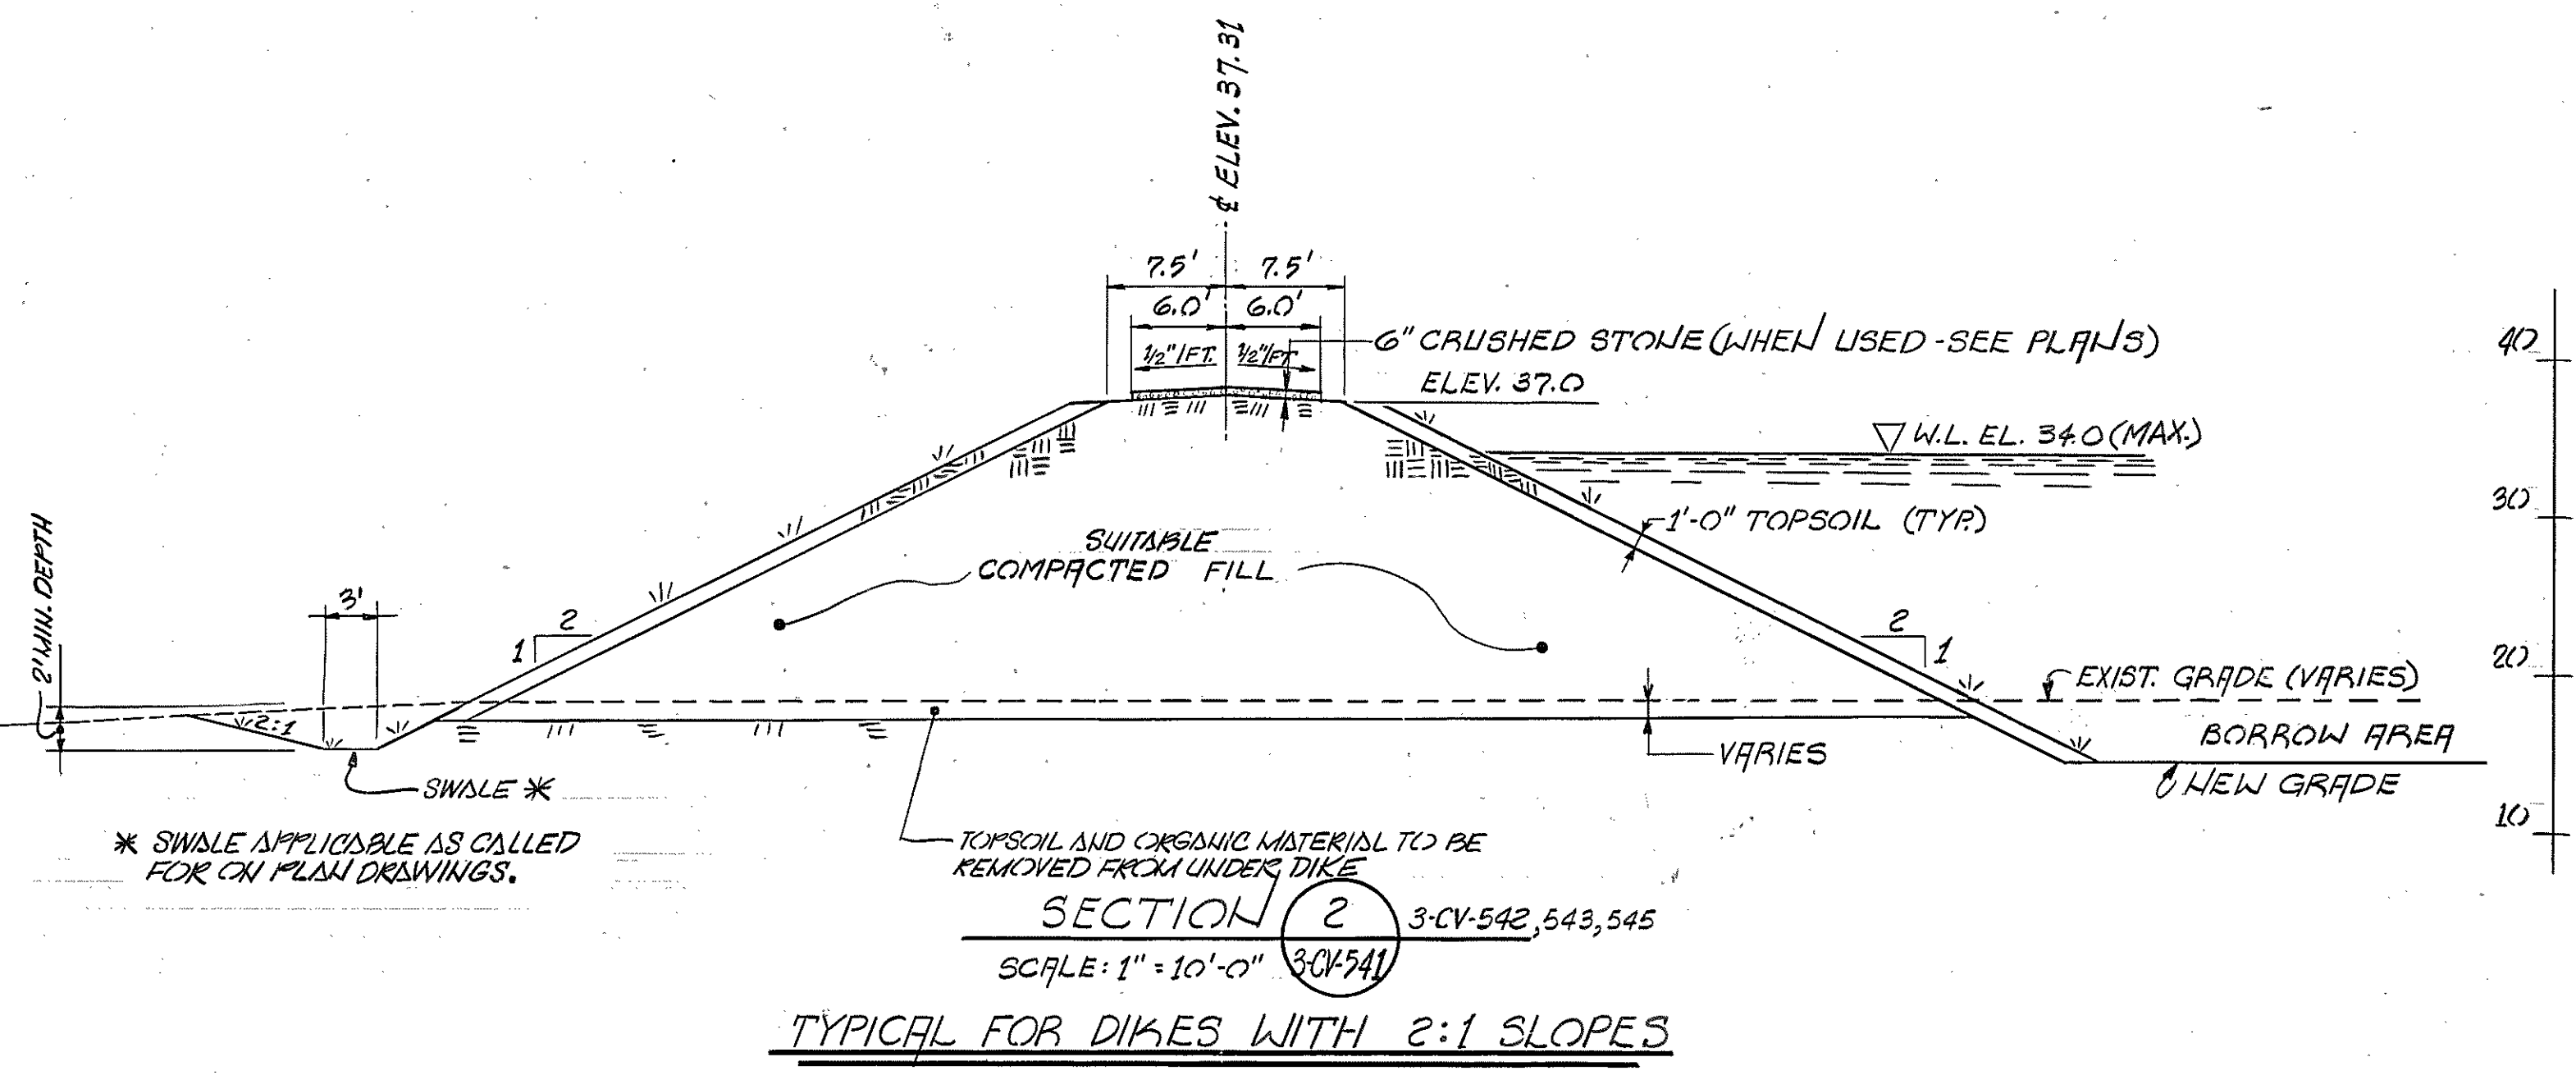 ℄ ELEV. 37.31
7.5' 7.5'
6.0' 6.0'
1/2"/FT. 1/2"/FT
6" CRUSHED STONE (WHEN USED - SEE PLANS)
ELEV. 37.0
40
W.L. EL. 34.0 (MAX.)
30
1'-0" TOPSOIL (TYP.)
SUITABLE
COMPACTED FILL
2' MIN. DEPTH
3'
2
1
2
1
20
EXIST. GRADE (VARIES)
2:1
BORROW AREA
VARIES
NEW GRADE
SWALE *
10
* SWALE APPLICABLE AS CALLED
FOR ON PLAN DRAWINGS.
TOPSOIL AND ORGANIC MATERIAL TO BE
REMOVED FROM UNDER DIKE
SECTION 2 3-CV-542,543,545
SCALE: 1" = 10'-0" 3-CV-541
TYPICAL FOR DIKES WITH 2:1 SLOPES